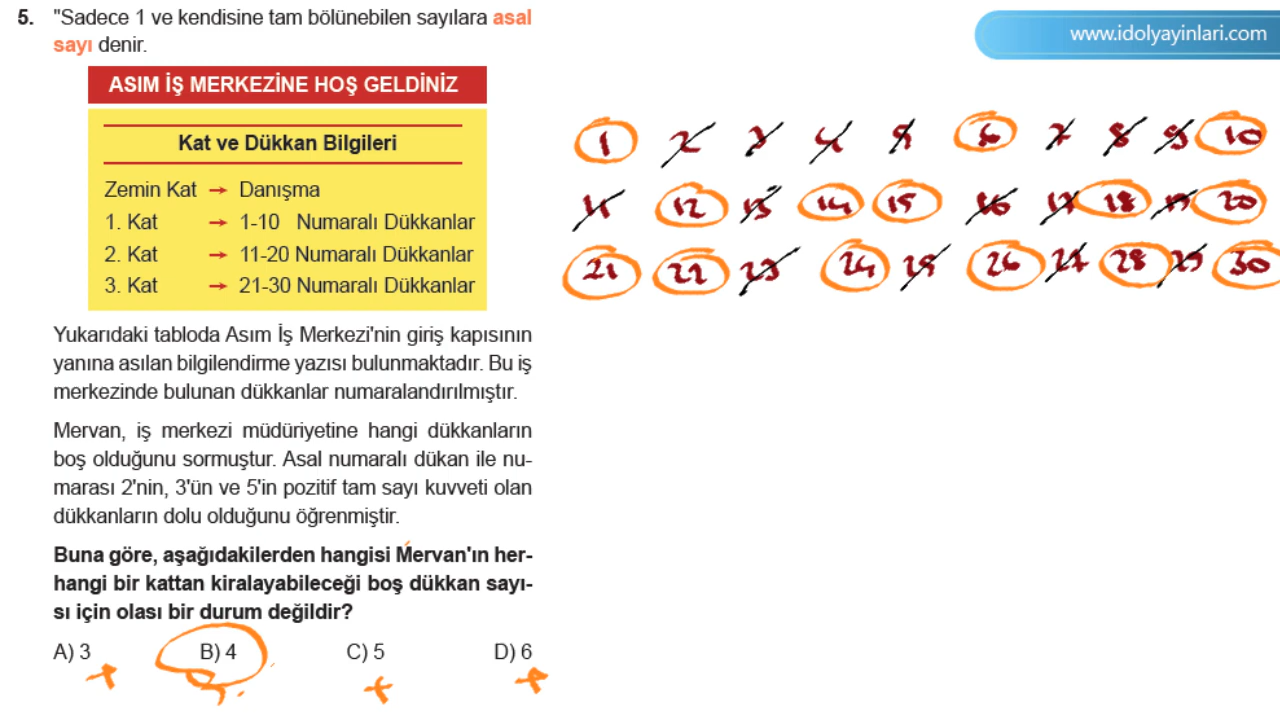 5. "Sadece 1 ve kendisine tam bölünebilen sayılara asal
sayı denir.
www.idolyayinlari.com
ASIM İŞ MERKEZİNE HOŞ GELDİNİZ
Kat ve Dükkan Bilgileri
Zemin Kat → Danışma
1. Kat → 1-10 Numaralı Dükkanlar
2. Kat → 11-20 Numaralı Dükkanlar
3. Kat → 21-30 Numaralı Dükkanlar
1 2 3 4 5 6 7 8 9 10
11 12 13 14 15 16 17 18 19 20
21 22 23 24 25 26 27 28 29 30
Yukarıdaki tabloda Asım İş Merkezi'nin giriş kapısının
yanına asılan bilgilendirme yazısı bulunmaktadır. Bu iş
merkezinde bulunan dükkanlar numaralandırılmıştır.
Mervan, iş merkezi müdüriyetine hangi dükkanların
boş olduğunu sormuştur. Asal numaralı dükan ile nu-
marası 2'nin, 3'ün ve 5'in pozitif tam sayı kuvveti olan
dükkanların dolu olduğunu öğrenmiştir.
Buna göre, aşağıdakilerden hangisi Mervan'ın her-
hangi bir kattan kiralayabileceği boş dükkan sayı-
sı için olası bir durum değildir?
A) 3 B) 4 C) 5 D) 6